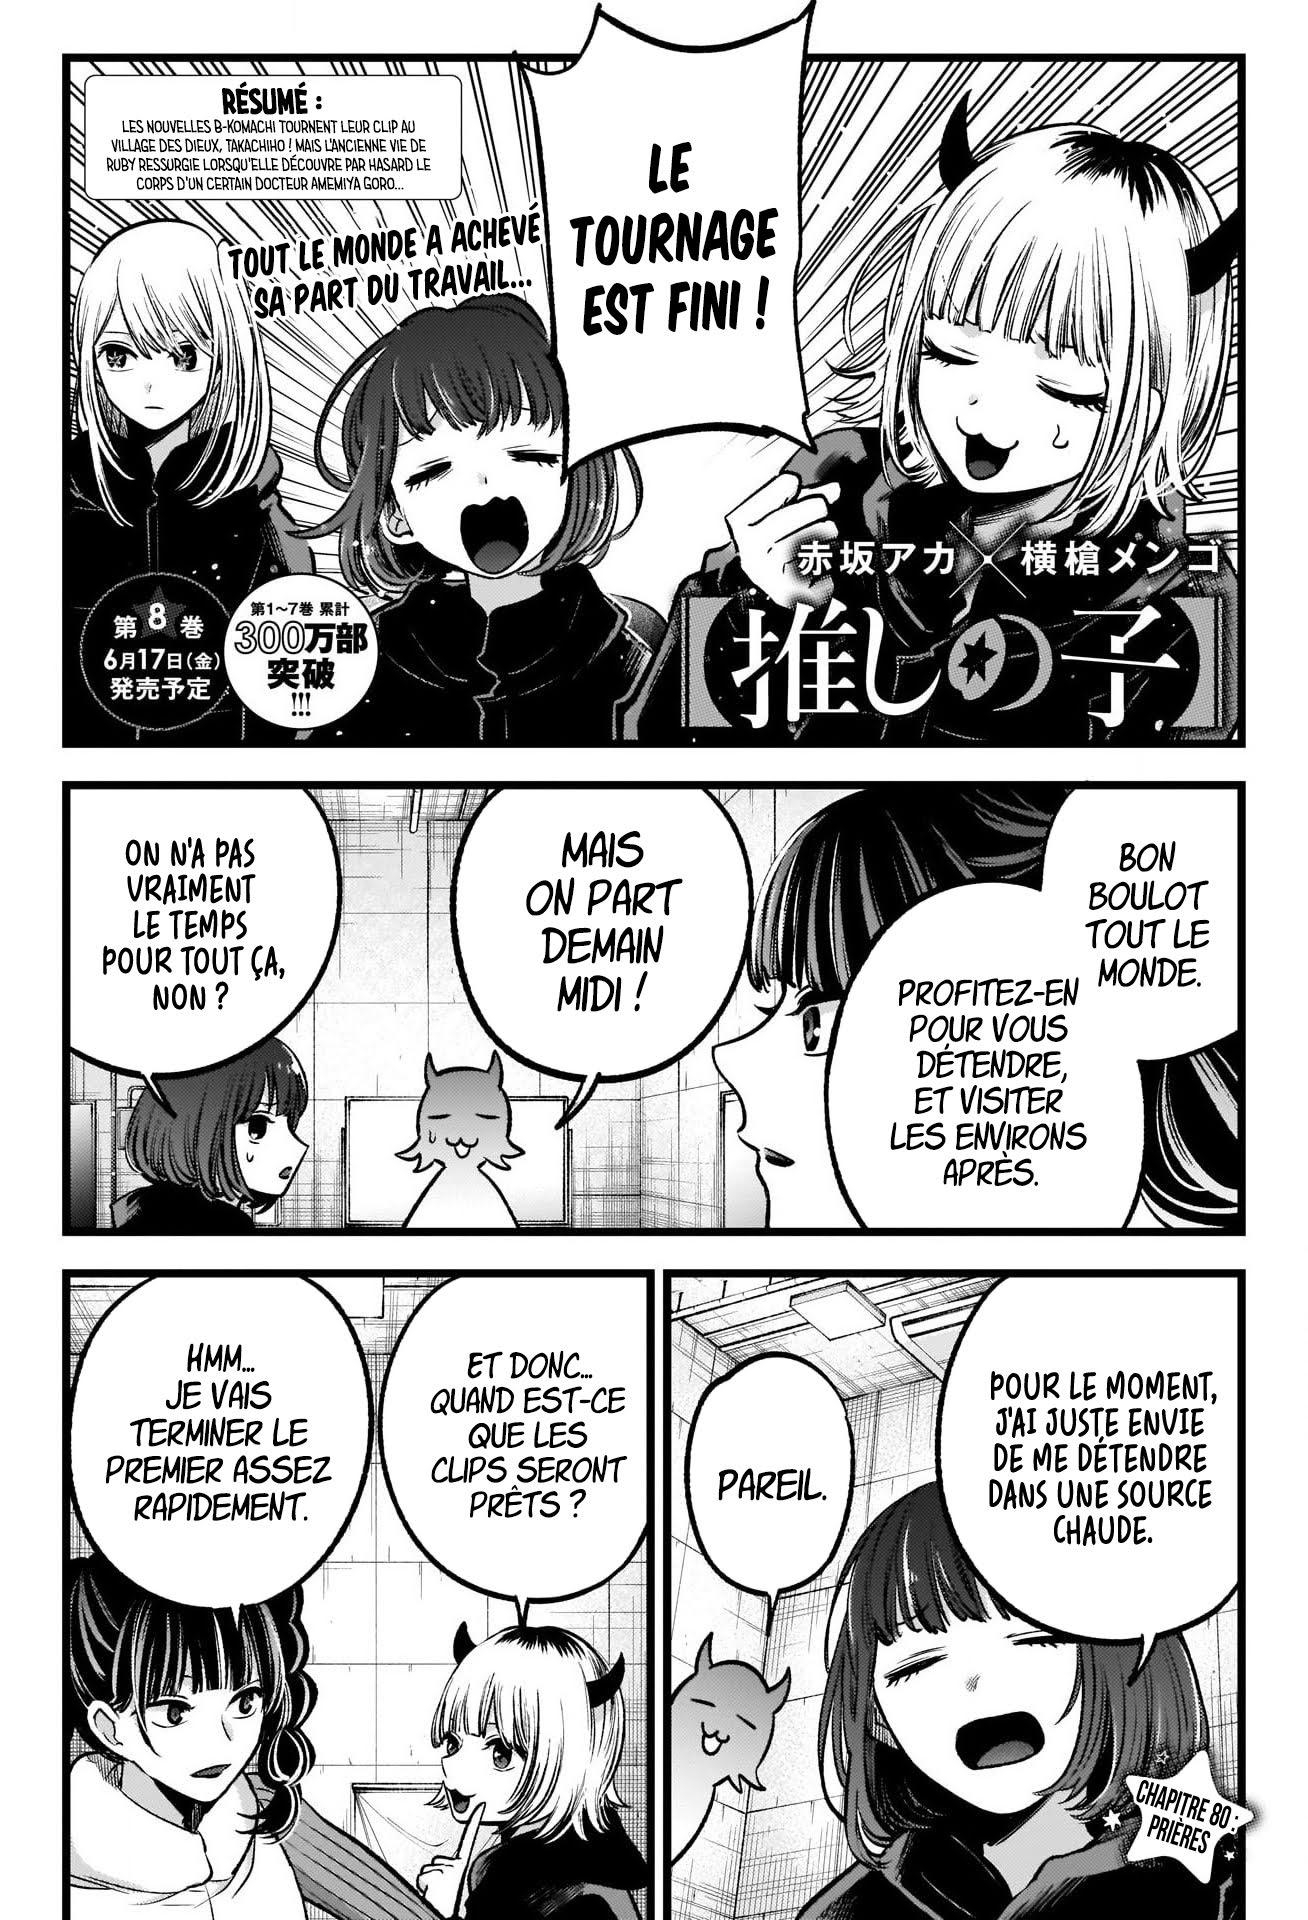 RÉSUMÉ :
LES NOUVELLES B-KOMACHI TOURNENT LEUR CLIP AU
VILLAGE DES DIEUX, TAKACHIHO ! MAIS L'ANCIENNE VIE DE
RUBY RESSURGIE LORSQU'ELLE DÉCOUVRE PAR HASARD LE
CORPS D'UN CERTAIN DOCTEUR AMEMIYA GORO...
LE
TOURNAGE
EST FINI !
TOUT LE MONDE A ACHEVÉ
SA PART DU TRAVAIL...
赤坂アカ×横槍メンゴ
【推しの子】
第8巻
6月17日(金)
発売予定
第1~7巻 累計
300万部
突破
!!!
BON
BOULOT
TOUT LE
MONDE.
PROFITEZ-EN
POUR VOUS
DÉTENDRE,
ET VISITER
LES ENVIRONS
APRÈS.
MAIS
ON PART
DEMAIN
MIDI !
ON N'A PAS
VRAIMENT
LE TEMPS
POUR TOUT ÇA,
NON ?
POUR LE MOMENT,
J'AI JUSTE ENVIE
DE ME DÉTENDRE
DANS UNE SOURCE
CHAUDE.
PAREIL.
CHAPITRE 80 :
PRIÈRES
ET DONC...
QUAND EST-CE
QUE LES
CLIPS SERONT
PRÊTS ?
HMM...
JE VAIS
TERMINER LE
PREMIER ASSEZ
RAPIDEMENT.